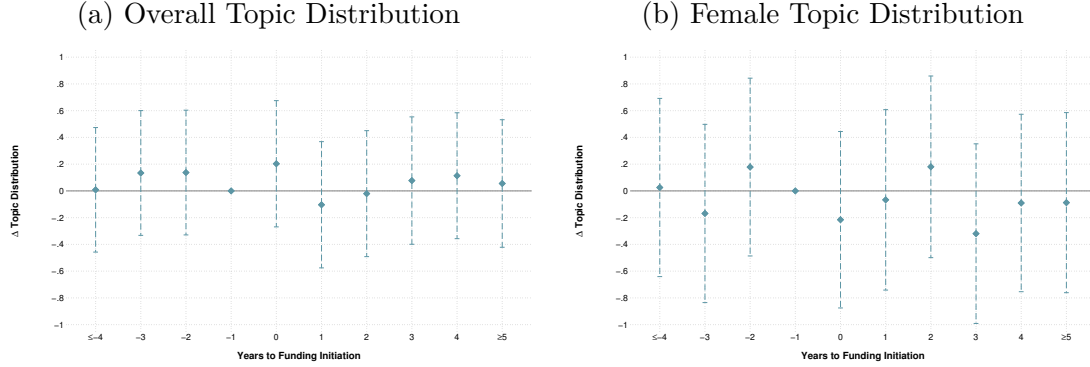 (a) Overall Topic Distribution
1
.8
.6
.4
.2
0
-.2
-.4
-.6
-.8
-1
Δ Topic Distribution
≤-4 -3 -2 -1 0 1 2 3 4 ≥5
Years to Funding Initiation
(b) Female Topic Distribution
1
.8
.6
.4
.2
0
-.2
-.4
-.6
-.8
-1
Δ Topic Distribution
≤-4 -3 -2 -1 0 1 2 3 4 ≥5
Years to Funding Initiation